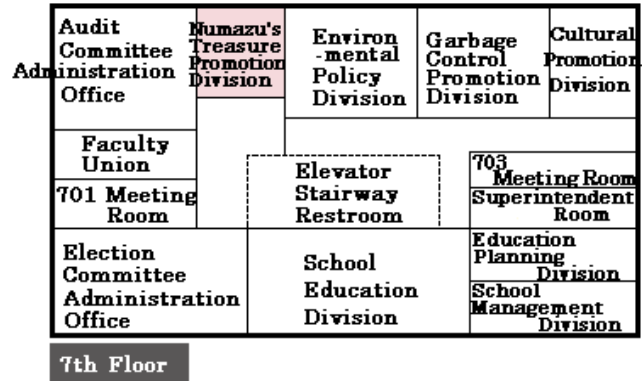 Audit
Committee
Administration
Office
Numazu's
Treasure
Promotion
Division
Environ
-mental
Policy
Division
Garbage
Control
Promotion
Division
Cultural
Promotion
Division
Faculty
Union
701 Meeting
Room
Elevator
Stairway
Restroom
703
Meeting Room
Superintendent
Room
Election
Committee
Administration
Office
School
Education
Division
Education
Planning
Division
School
Management
Division
7th Floor